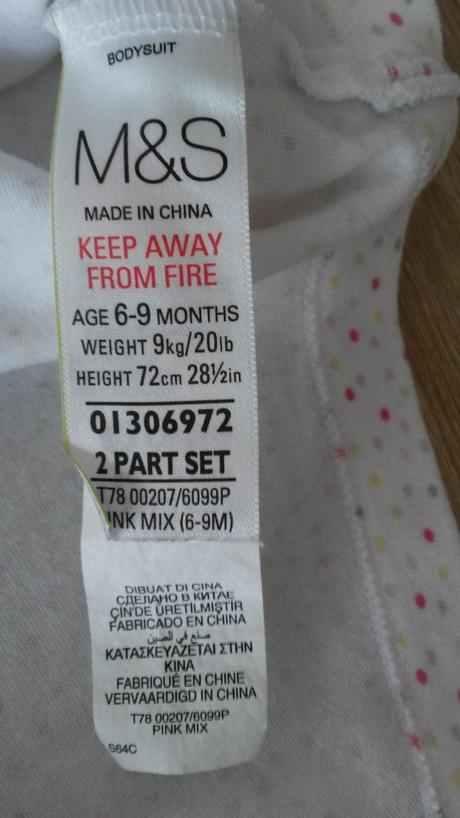 BODYSUIT
M&S
MADE IN CHINA
KEEP AWAY
FROM FIRE
AGE 6-9 MONTHS
WEIGHT 9kg/20lb
HEIGHT 72cm 28½in
01306972
2 PART SET
T78 00207/6099P
INK MIX (6-9M)
DIBUAT DI CINA
СДЕЛАНО В КИТАЕ
ÇİN'DE ÜRETİLMİŞTİR
FABRICADO EN CHINA
صنع في الصين
ΚΑΤΑΣΚΕΥΑΖΕΤΑΙ ΣΤΗΝ
ΚΙΝΑ
FABRIQUÉ EN CHINE
VERVAARDIGD IN CHINA
T78 00207/6099P
PINK MIX
S64C